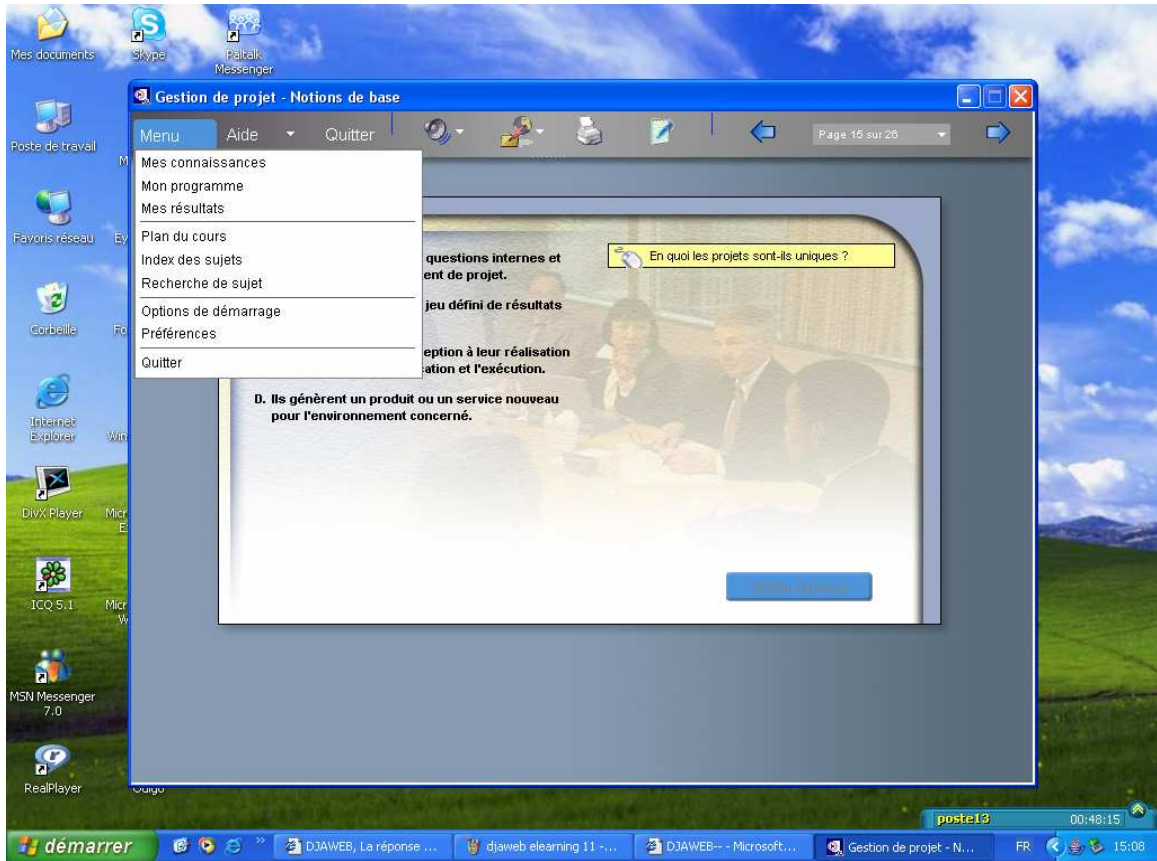 Mes documents
Skype
Paltalk
Messenger
Gestion de projet - Notions de base
Menu Aide Quitter
Page 16 sur 26
Poste de travail
M
Mes connaissances
Mon programme
Mes résultats
Plan du cours
Index des sujets
Recherche de sujet
Options de démarrage
Préférences
Quitter
questions internes et
ent de projet.
jeu défini de résultats
eption à leur réalisation
ation et l'exécution.
D. Ils génèrent un produit ou un service nouveau
pour l'environnement concerné.
En quoi les projets sont-ils uniques ?
Favoris réseau
Ey
Corbeille
Fo
Internet
Explorer
Win
DivX Player
Micr
E
ICQ 5.1
Micr
W
MSN Messenger
7.0
RealPlayer
poste13 00:48:15
démarrer
DJAWEB, La réponse ...
djaweb elearning 11 -...
DJAWEB-- - Microsoft...
Gestion de projet - N...
FR
15:08